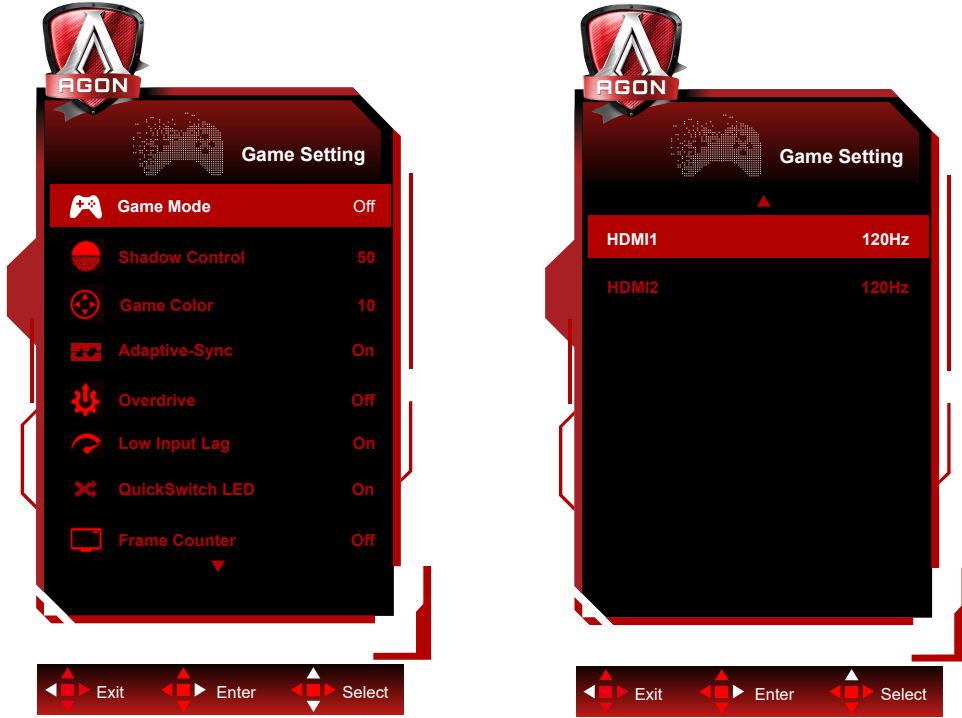 AGON
Game Setting
Game Mode Off
Shadow Control 50
Game Color 10
Adaptive-Sync On
Overdrive Off
Low Input Lag On
QuickSwitch LED On
Frame Counter Off
Exit Enter Select
AGON
Game Setting
HDMI1 120Hz
HDMI2 120Hz
Exit Enter Select